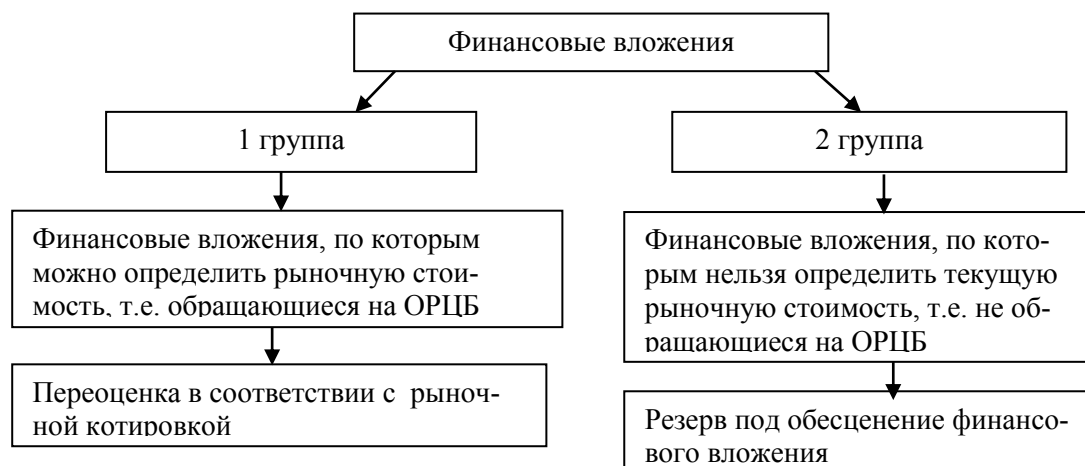 Финансовые вложения
1 группа
2 группа
Финансовые вложения, по которым
можно определить рыночную стои-
мость, т.е. обращающиеся на ОРЦБ
Финансовые вложения, по кото-
рым нельзя определить текущую
рыночную стоимость, т.е. не об-
ращающиеся на ОРЦБ
Переоценка в соответствии с рыноч-
ной котировкой
Резерв под обесценение финансо-
вого вложения